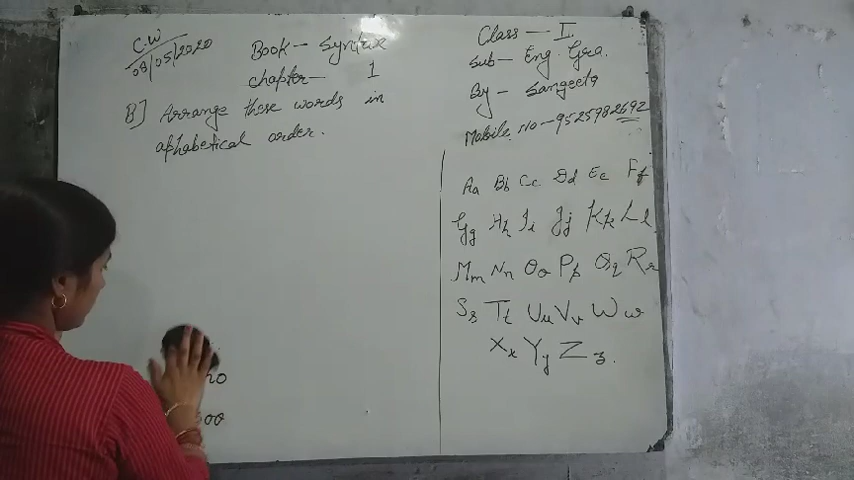 C.W
08/05/2020
Book - Syntax
chapter - 1
B] Arrange these words in
aphabetical order.
Class - I
Sub - Eng. Gra.
By - Sangeeta
Mobile. No - 9525982692
Aa Bb Cc Dd Ee Ff
Gg Hh Ii Jj Kk Ll
Mm Nn Oo Pp Qq Rr
Ss Tt Uu Vv Ww
Xx Yy Zz.